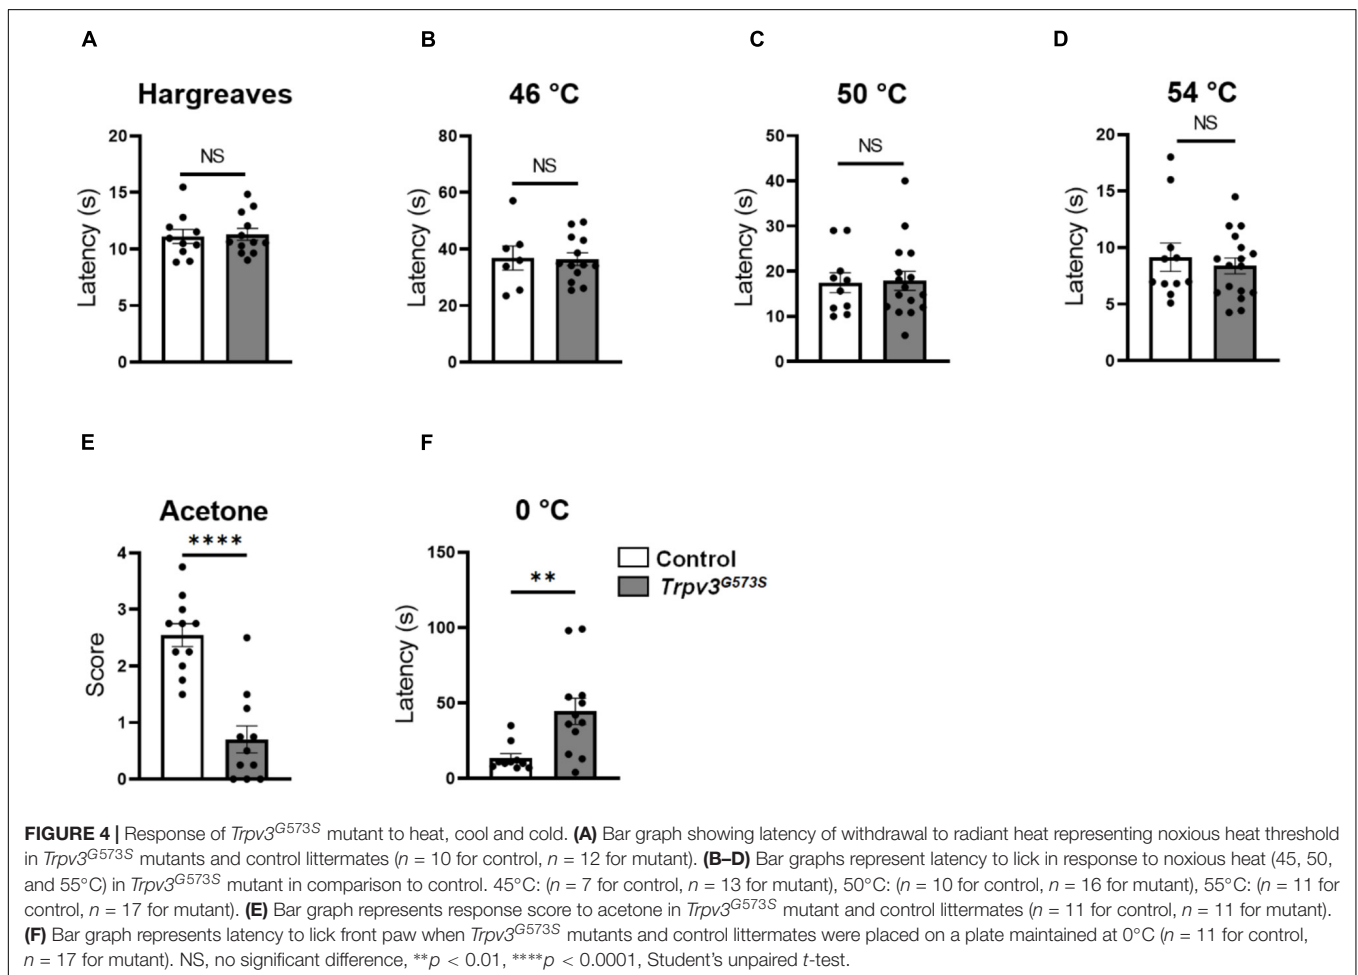 A
B
C
D
Hargreaves
46 °C
50 °C
54 °C
NS
NS
NS
NS
20
15
10
5
0
Latency (s)
80
60
40
20
0
Latency (s)
50
40
30
20
10
0
Latency (s)
20
15
10
5
0
Latency (s)
E
F
Acetone
0 °C
****
**
4
3
2
1
0
Score
150
100
50
0
Latency (s)
Control
Trpv3G573S
FIGURE 4 | Response of Trpv3G573S mutant to heat, cool and cold. (A) Bar graph showing latency of withdrawal to radiant heat representing noxious heat threshold
in Trpv3G573S mutants and control littermates (n = 10 for control, n = 12 for mutant). (B–D) Bar graphs represent latency to lick in response to noxious heat (45, 50,
and 55°C) in Trpv3G573S mutant in comparison to control. 45°C: (n = 7 for control, n = 13 for mutant), 50°C: (n = 10 for control, n = 16 for mutant), 55°C: (n = 11 for
control, n = 17 for mutant). (E) Bar graph represents response score to acetone in Trpv3G573S mutant and control littermates (n = 11 for control, n = 11 for mutant).
(F) Bar graph represents latency to lick front paw when Trpv3G573S mutants and control littermates were placed on a plate maintained at 0°C (n = 11 for control,
n = 17 for mutant). NS, no significant difference, **p < 0.01, ****p < 0.0001, Student's unpaired t-test.